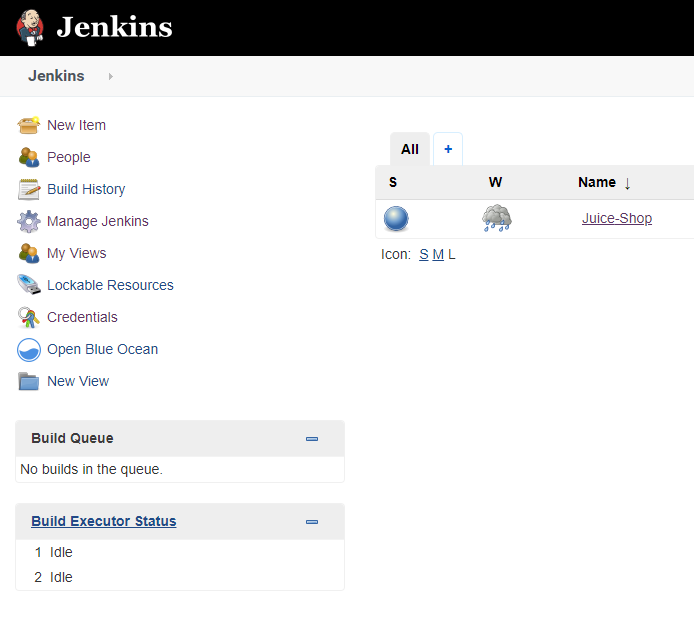 Jenkins
Jenkins
New Item
People
Build History
Manage Jenkins
My Views
Lockable Resources
Credentials
Open Blue Ocean
New View
Build Queue
No builds in the queue.
Build Executor Status
1 Idle
2 Idle
All +
S W Name ↓
Juice-Shop
Icon: S M L